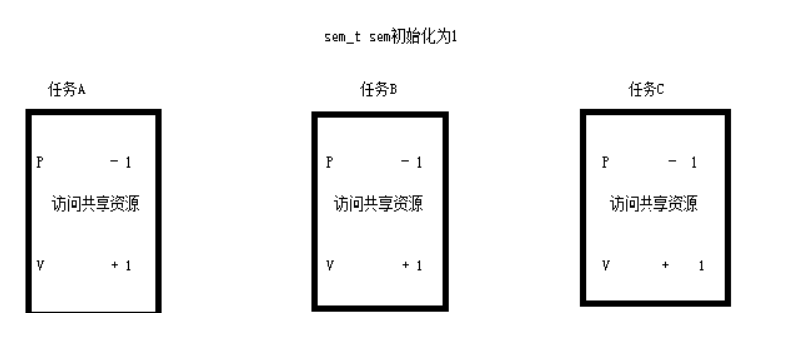 sem_t sem初始化为1
任务A 任务B 任务C
P - 1 P - 1 P - 1
访问共享资源 访问共享资源 访问共享资源
V + 1 V + 1 V + 1